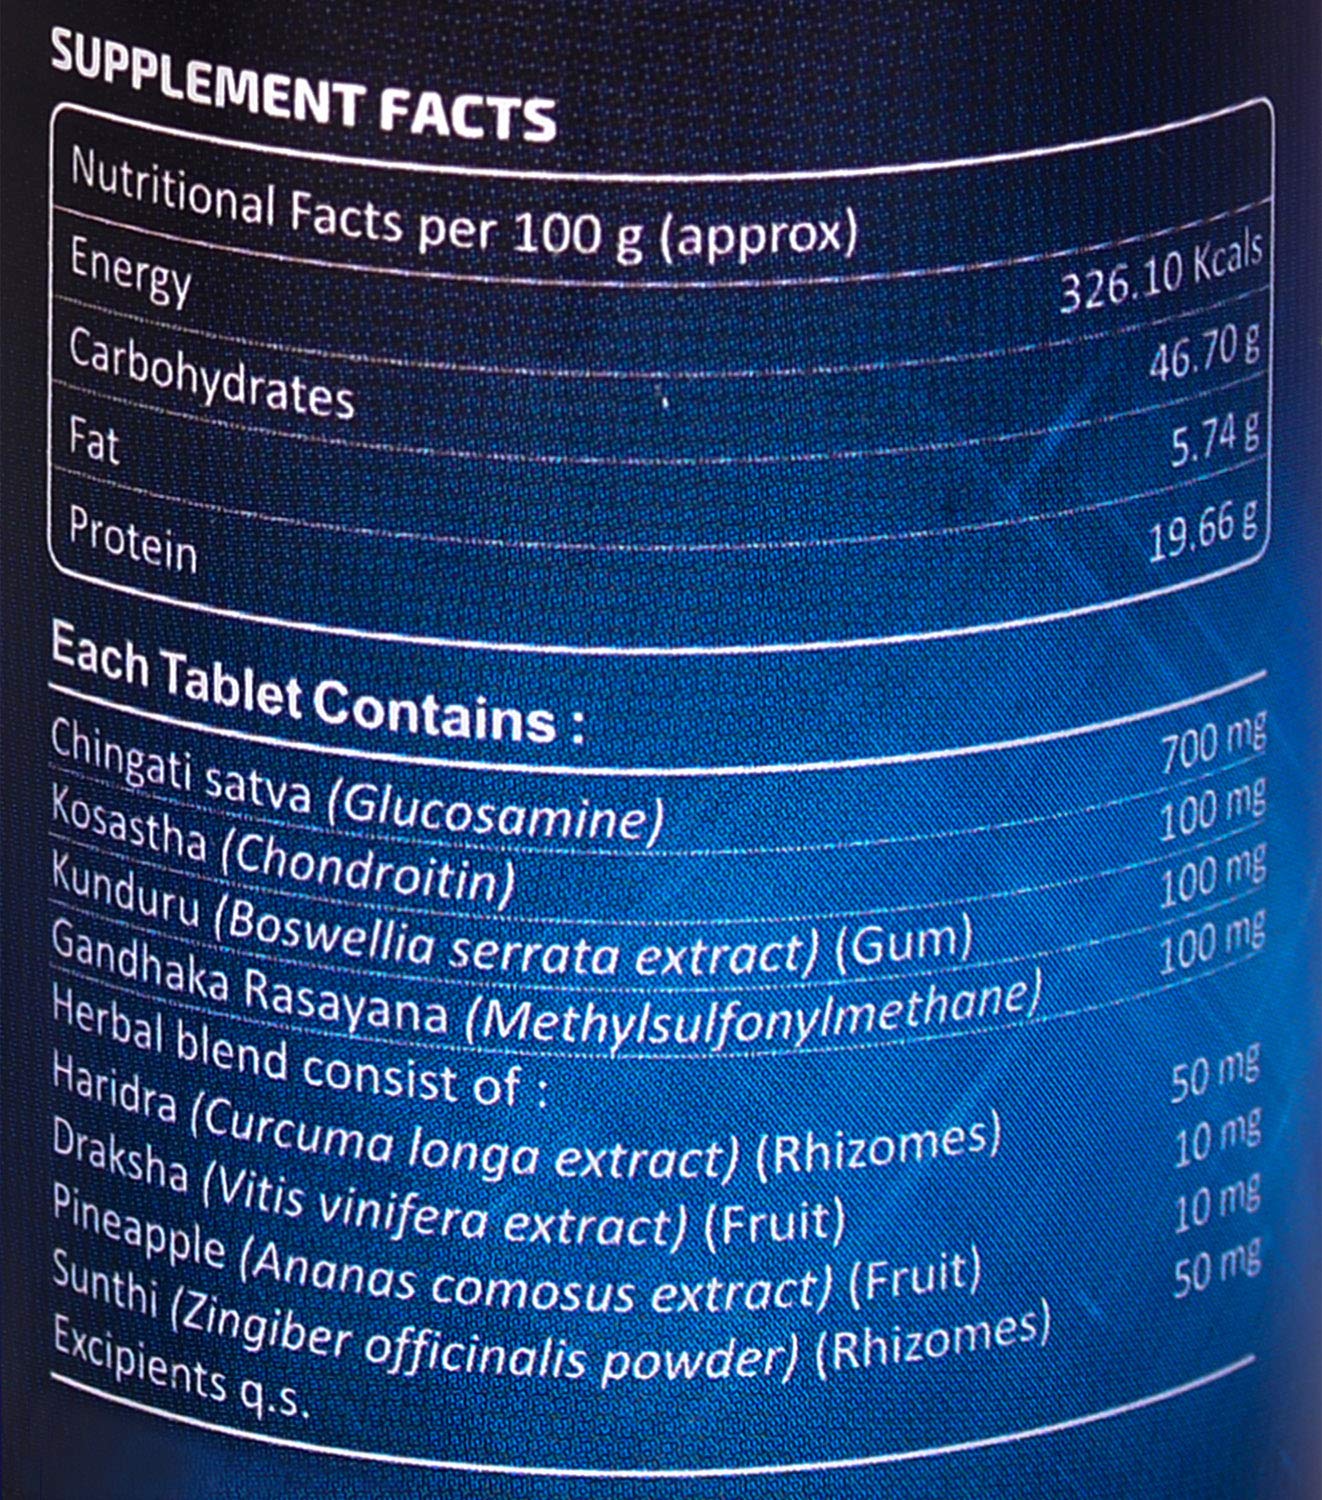 SUPPLEMENT FACTS
Nutritional Facts per 100 g (approx)
Energy 326.10 Kcals
Carbohydrates 46.70 g
Fat 5.74 g
Protein 19.66 g
Each Tablet Contains :
Chingati satva (Glucosamine) 700 mg
Kosastha (Chondroitin) 100 mg
Kunduru (Boswellia serrata extract) (Gum) 100 mg
Gandhaka Rasayana (Methylsulfonylmethane) 100 mg
Herbal blend consist of :
Haridra (Curcuma longa extract) (Rhizomes) 50 mg
Draksha (Vitis vinifera extract) (Fruit) 10 mg
Pineapple (Ananas comosus extract) (Fruit) 10 mg
Sunthi (Zingiber officinalis powder) (Rhizomes) 50 mg
Excipients q.s.